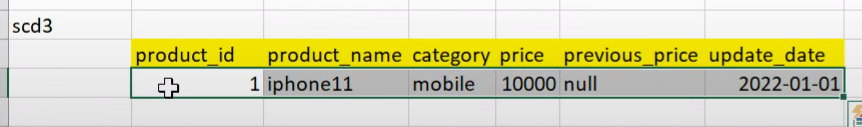 scd3
product_id product_name category price previous_price update_date
1 iphone11 mobile 10000 null 2022-01-01